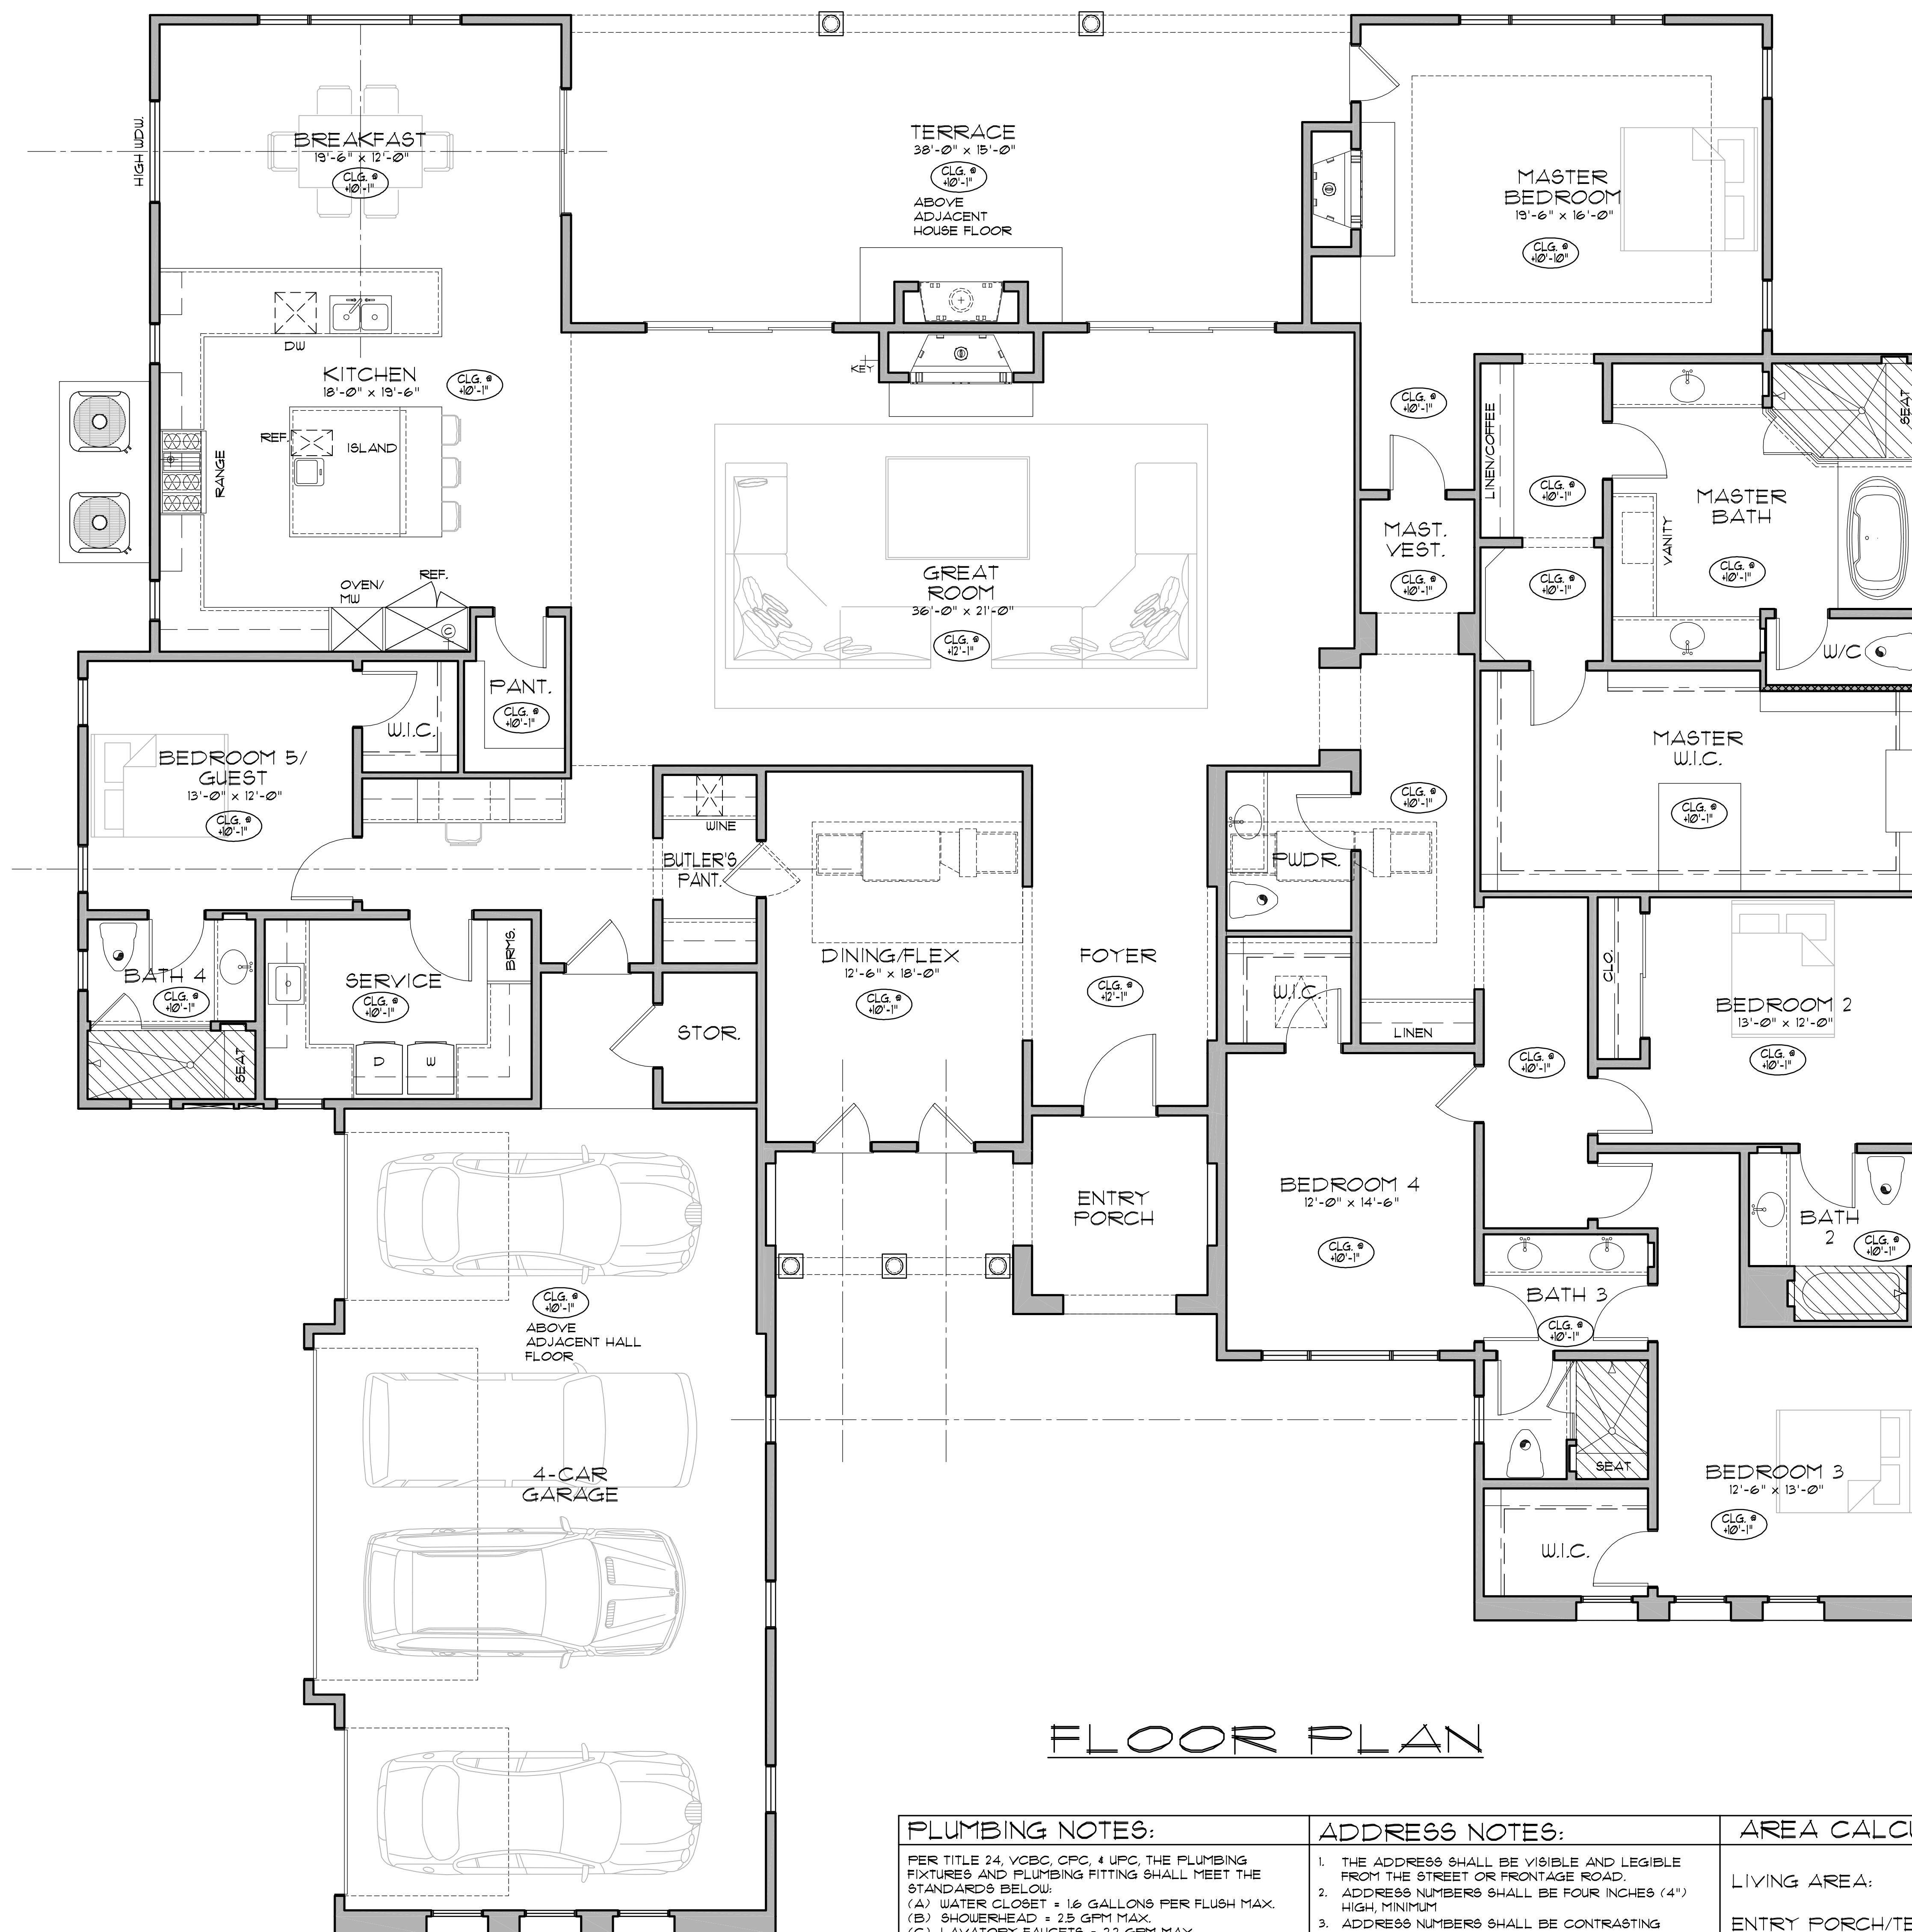 HIGH WDW.
BREAKFAST
19'-6" x 12'-0"
CLG. @
+10'-1"
TERRACE
38'-0" x 15'-0"
CLG. @
+10'-1"
ABOVE
ADJACENT
HOUSE FLOOR
MASTER
BEDROOM
19'-6" x 16'-0"
CLG. @
+10'-10"
DW
KITCHEN
18'-0" x 19'-6"
CLG. @
+10'-1"
RANGE
REF.
ISLAND
KEY
OVEN/
MW
REF.
C
CLG. @
+10'-1"
LINEN/COFFEE
CLG. @
+10'-1"
SEAT
MASTER
BATH
CLG. @
+10'-1"
VANITY
MAST.
VEST.
CLG. @
+10'-1"
CLG. @
+10'-1"
W/C
GREAT
ROOM
36'-0" x 21'-0"
CLG. @
+12'-1"
PANT.
CLG. @
+10'-1"
W.I.C.
BEDROOM 5/
GUEST
13'-0" x 12'-0"
CLG. @
+10'-1"
MASTER
W.I.C.
CLG. @
+10'-1"
CLG. @
+10'-1"
WINE
BUTLER'S
PANT.
PWDR.
BATH 4
CLG. @
+10'-1"
SEAT
SERVICE
CLG. @
+10'-1"
BRMS.
D
W
STOR.
DINING/FLEX
12'-6" x 18'-0"
CLG. @
+10'-1"
FOYER
CLG. @
+12'-1"
W.I.C.
LINEN
CLO.
BEDROOM 2
13'-0" x 12'-0"
CLG. @
+10'-1"
CLG. @
+10'-1"
ENTRY
PORCH
BEDROOM 4
12'-0" x 14'-6"
CLG. @
+10'-1"
BATH
2
CLG. @
+10'-1"
BATH 3
CLG. @
+10'-1"
CLG. @
+10'-1"
ABOVE
ADJACENT HALL
FLOOR
4-CAR
GARAGE
SEAT
BEDROOM 3
12'-6" x 13'-0"
CLG. @
+10'-1"
W.I.C.
FLOOR PLAN
PLUMBING NOTES:
PER TITLE 24, VCBC, CPC, & UPC, THE PLUMBING
FIXTURES AND PLUMBING FITTING SHALL MEET THE
STANDARDS BELOW:
(A) WATER CLOSET = 1.6 GALLONS PER FLUSH MAX.
(B) SHOWERHEAD = 2.5 GPM MAX.
(C) LAVATORY FAUCETS = 2.2 GPM MAX.
ADDRESS NOTES:
1. THE ADDRESS SHALL BE VISIBLE AND LEGIBLE
FROM THE STREET OR FRONTAGE ROAD.
2. ADDRESS NUMBERS SHALL BE FOUR INCHES (4")
HIGH, MINIMUM
3. ADDRESS NUMBERS SHALL BE CONTRASTING
AREA CALCU
LIVING AREA:
ENTRY PORCH/TE